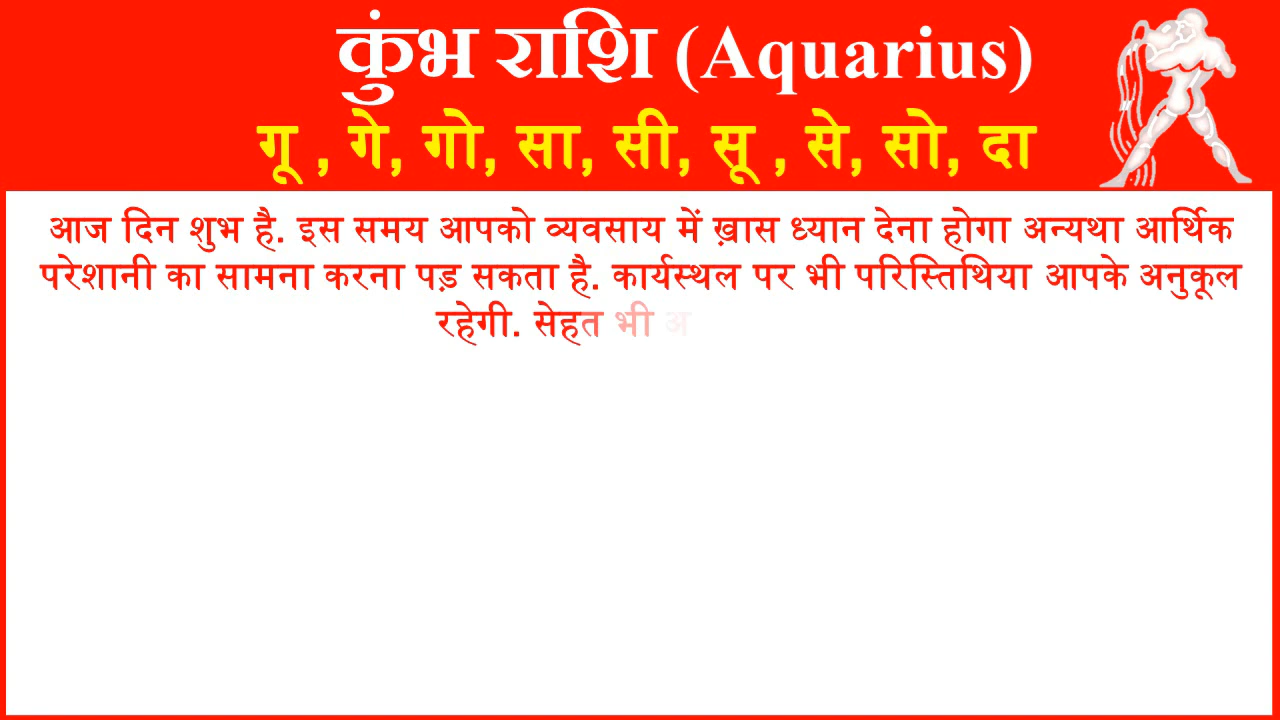 कुंभ राशि (Aquarius)
गू , गे, गो, सा, सी, सू , से, सो, दा
आज दिन शुभ है. इस समय आपको व्यवसाय में ख़ास ध्यान देना होगा अन्यथा आर्थिक
परेशानी का सामना करना पड़ सकता है. कार्यस्थल पर भी परिस्तिथिया आपके अनुकूल
रहेगी. सेहत भी अ